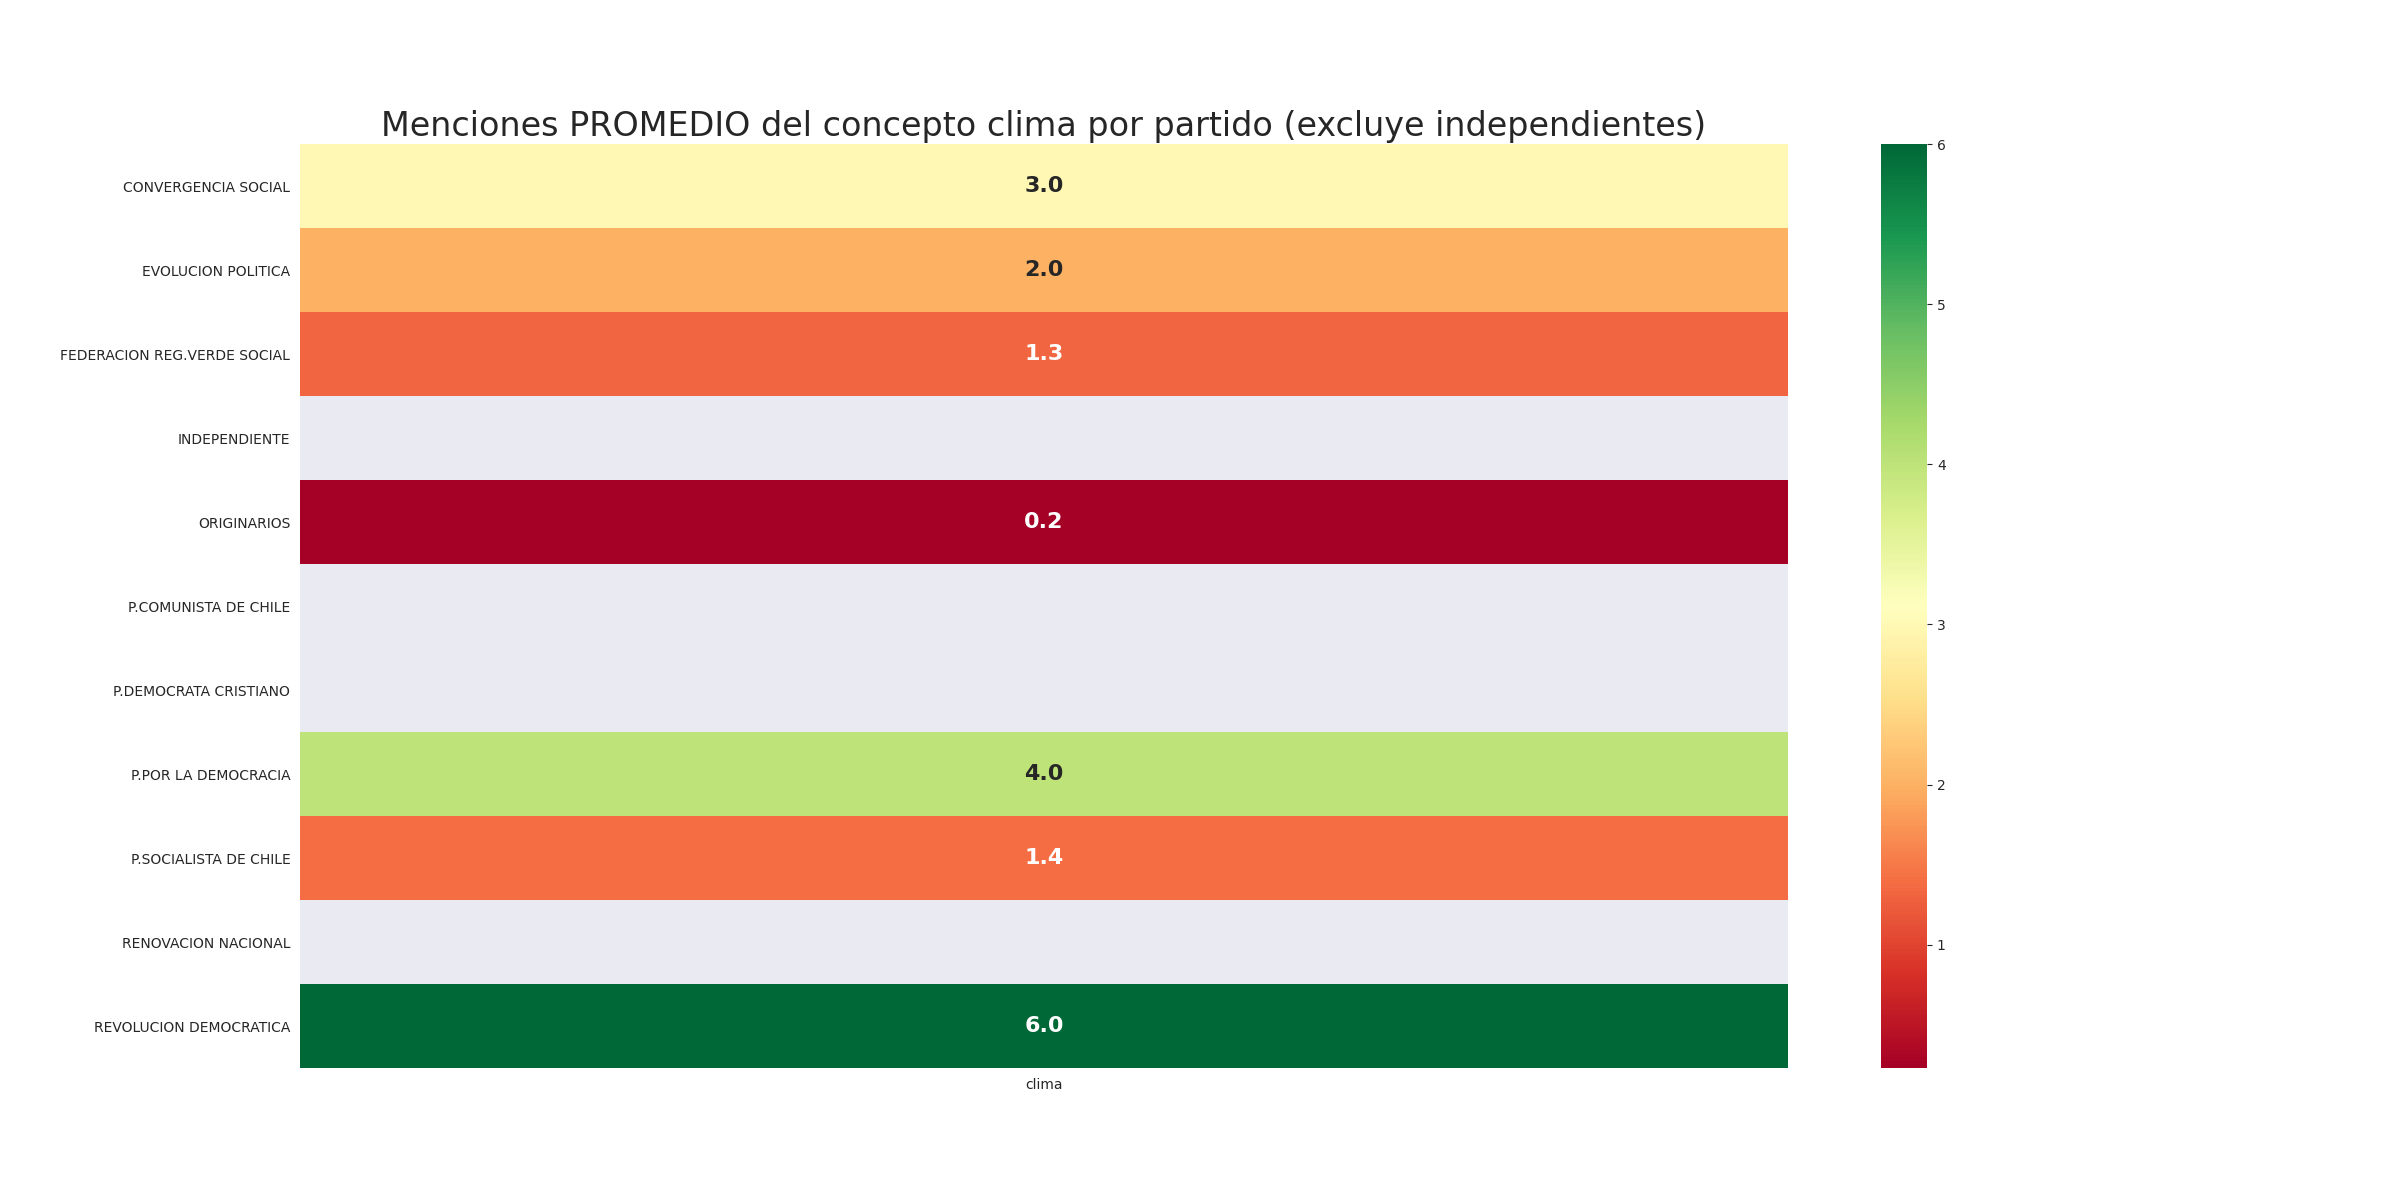 Menciones PROMEDIO del concepto clima por partido (excluye independientes)
CONVERGENCIA SOCIAL 3.0
EVOLUCION POLITICA 2.0
FEDERACION REG.VERDE SOCIAL 1.3
INDEPENDIENTE
ORIGINARIOS 0.2
P.COMUNISTA DE CHILE
P.DEMOCRATA CRISTIANO
P.POR LA DEMOCRACIA 4.0
P.SOCIALISTA DE CHILE 1.4
RENOVACION NACIONAL
REVOLUCION DEMOCRATICA 6.0
clima
6
5
4
3
2
1